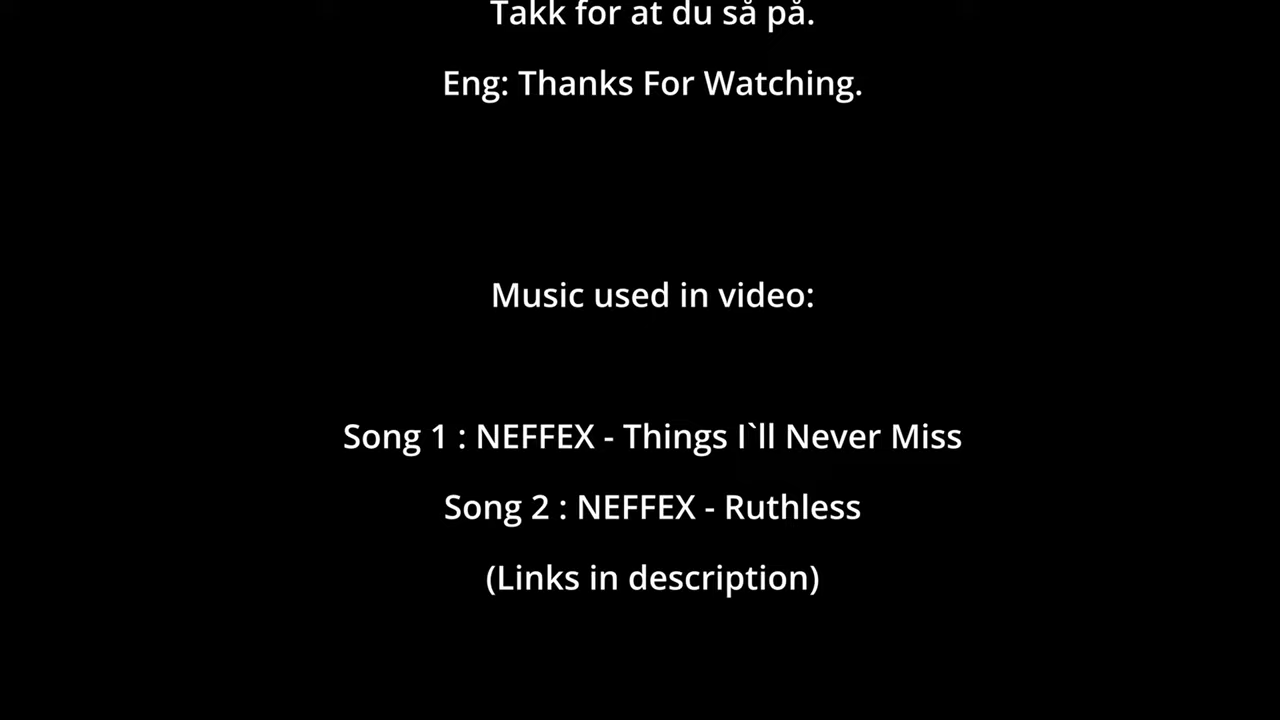 Takk for at du så på.
Eng: Thanks For Watching.
Music used in video:
Song 1 : NEFFEX - Things I`ll Never Miss
Song 2 : NEFFEX - Ruthless
(Links in description)